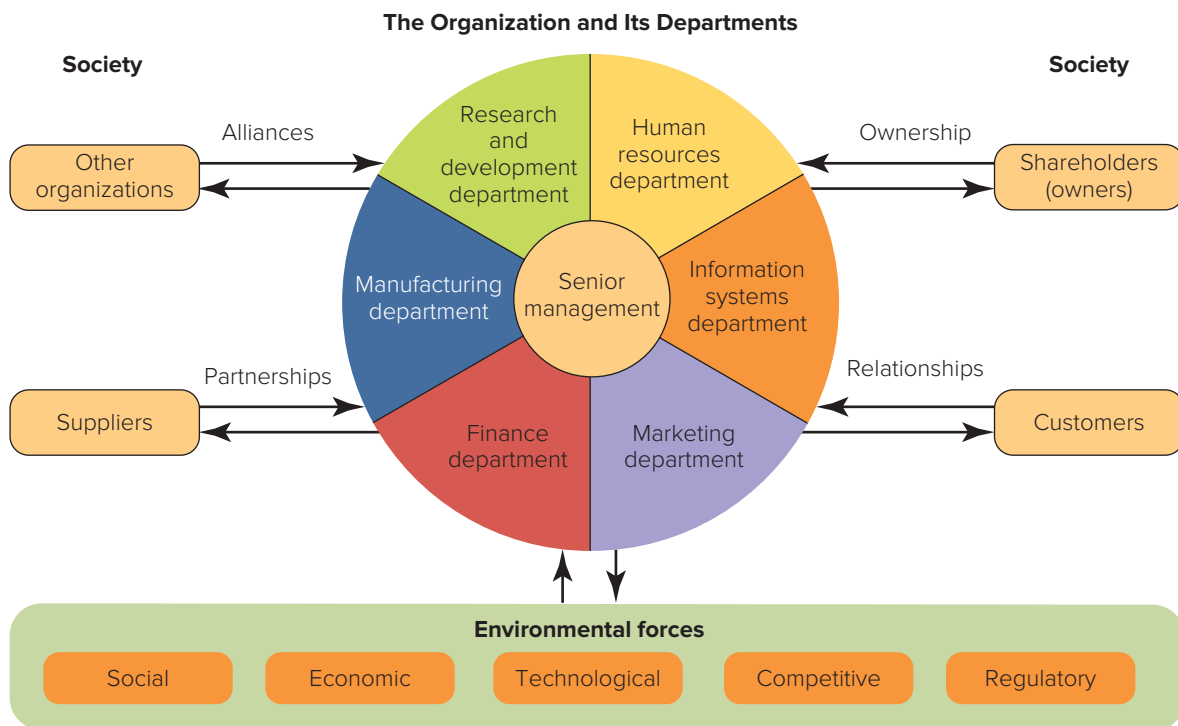 The Organization and Its Departments
Society
Society
Alliances
Ownership
Other
organizations
Shareholders
(owners)
Research
and
development
department
Human
resources
department
Manufacturing
department
Senior
management
Information
systems
department
Partnerships
Relationships
Suppliers
Customers
Finance
department
Marketing
department
Environmental forces
Social
Economic
Technological
Competitive
Regulatory